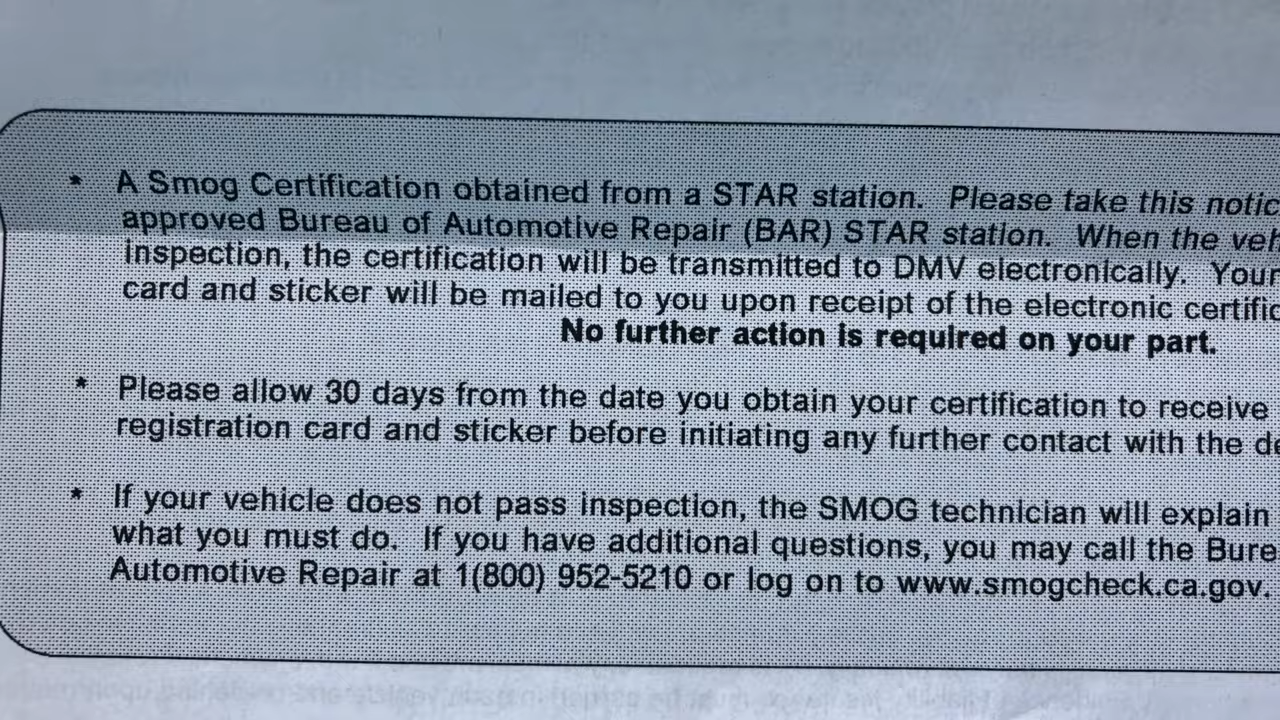 * A Smog Certification obtained from a STAR station. Please take this notic
approved Bureau of Automotive Repair (BAR) STAR station. When the veh
inspection, the certification will be transmitted to DMV electronically. Your
card and sticker will be mailed to you upon receipt of the electronic certific
No further action is required on your part.
* Please allow 30 days from the date you obtain your certification to receive
registration card and sticker before initiating any further contact with the de
* If your vehicle does not pass inspection, the SMOG technician will explain
what you must do. If you have additional questions, you may call the Bure
Automotive Repair at 1(800) 952-5210 or log on to www.smogcheck.ca.gov.